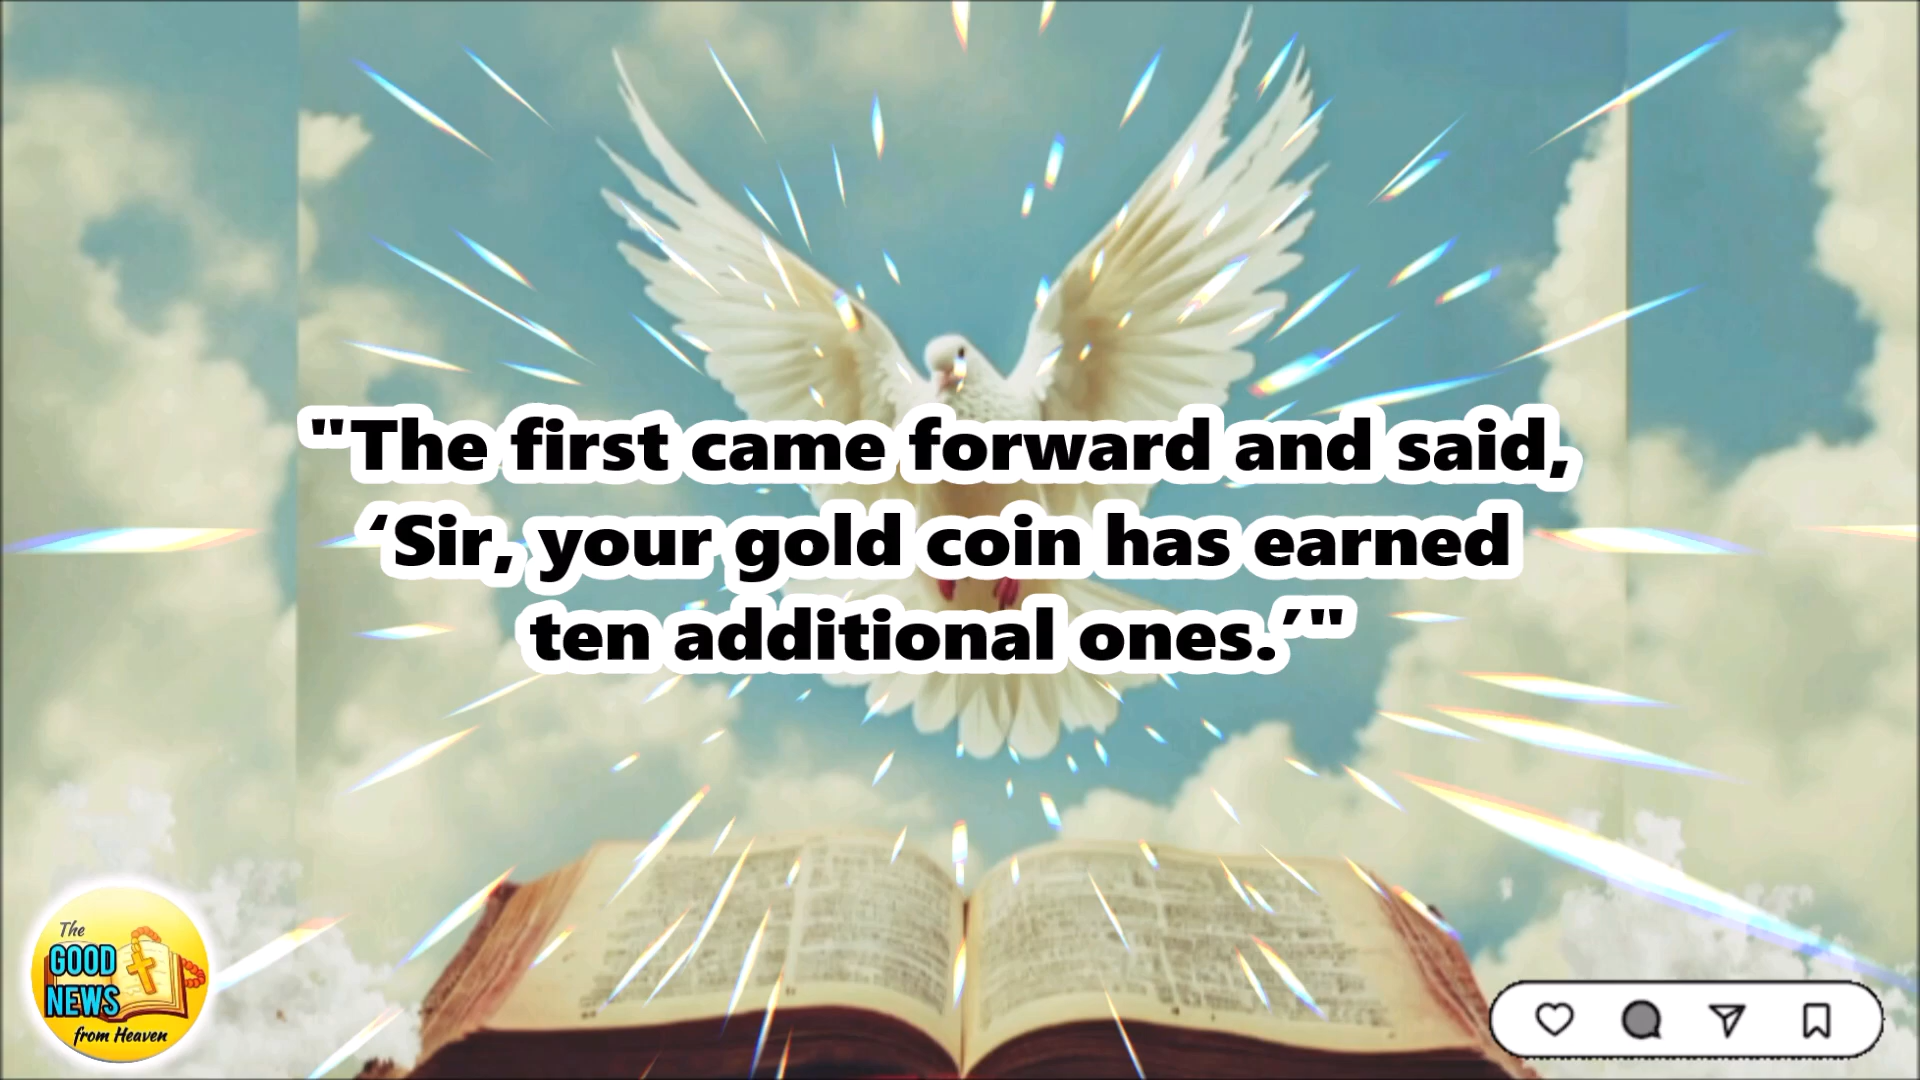 "The first came forward and said,
‘Sir, your gold coin has earned
ten additional ones.’"
The
GOOD
NEWS
from Heaven